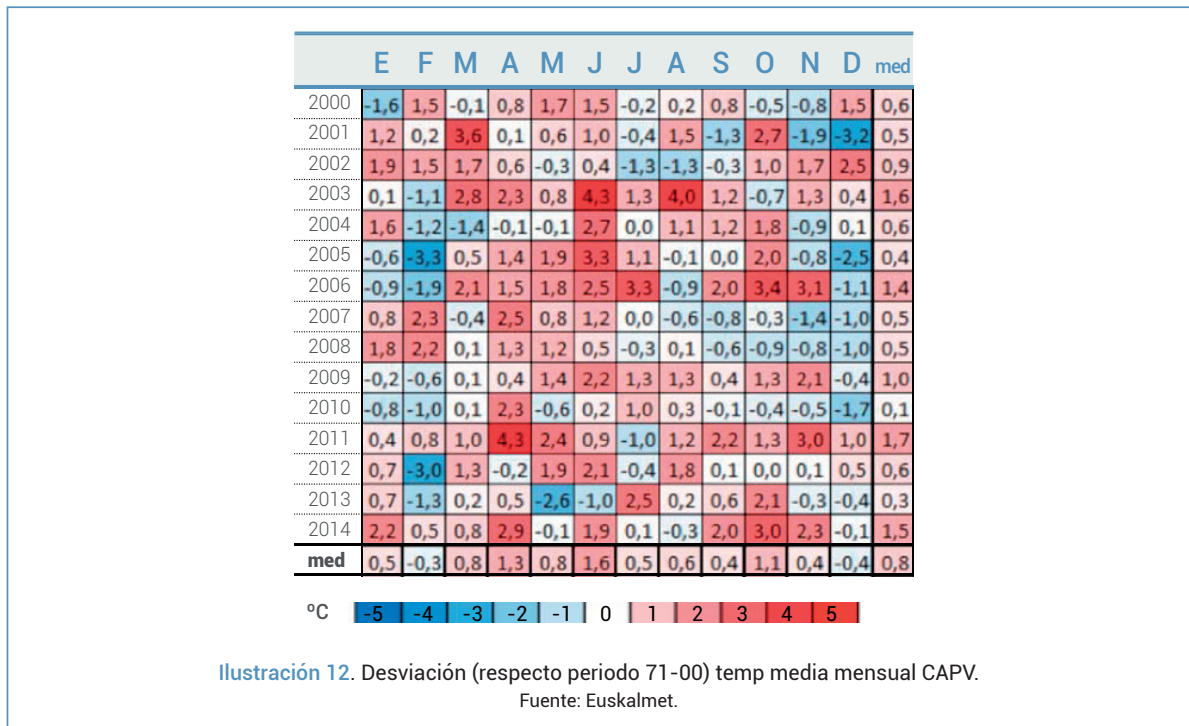 E F M A M J J A S O N D med
2000 -1,6 1,5 -0,1 0,8 1,7 1,5 -0,2 0,2 0,8 -0,5 -0,8 1,5 0,6
2001 1,2 0,2 3,6 0,1 0,6 1,0 -0,4 1,5 -1,3 2,7 -1,9 -3,2 0,5
2002 1,9 1,5 1,7 0,6 -0,3 0,4 -1,3 -1,3 -0,3 1,0 1,7 2,5 0,9
2003 0,1 -1,1 2,8 2,3 0,8 4,3 1,3 4,0 1,2 -0,7 1,3 0,4 1,6
2004 1,6 -1,2 -1,4 -0,1 -0,1 2,7 0,0 1,1 1,2 1,8 -0,9 0,1 0,6
2005 -0,6 -3,3 0,5 1,4 1,9 3,3 1,1 -0,1 0,0 2,0 -0,8 -2,5 0,4
2006 -0,9 -1,9 2,1 1,5 1,8 2,5 3,3 -0,9 2,0 3,4 3,1 -1,1 1,4
2007 0,8 2,3 -0,4 2,5 0,8 1,2 0,0 -0,6 -0,8 -0,3 -1,4 -1,0 0,5
2008 1,8 2,2 0,1 1,3 1,2 0,5 -0,3 0,1 -0,6 -0,9 -0,8 -1,0 0,5
2009 -0,2 -0,6 0,1 0,4 1,4 2,2 1,3 1,3 0,4 1,3 2,1 -0,4 1,0
2010 -0,8 -1,0 0,1 2,3 -0,6 0,2 1,0 0,3 -0,1 -0,4 -0,5 -1,7 0,1
2011 0,4 0,8 1,0 4,3 2,4 0,9 -1,0 1,2 2,2 1,3 3,0 1,0 1,7
2012 0,7 -3,0 1,3 -0,2 1,9 2,1 -0,4 1,8 0,1 0,0 0,1 0,5 0,6
2013 0,7 -1,3 0,2 0,5 -2,6 -1,0 2,5 0,2 0,6 2,1 -0,3 -0,4 0,3
2014 2,2 0,5 0,8 2,9 -0,1 1,9 0,1 -0,3 2,0 3,0 2,3 -0,1 1,5
med 0,5 -0,3 0,8 1,3 0,8 1,6 0,5 0,6 0,4 1,1 0,4 -0,4 0,8
ºC -5 -4 -3 -2 -1 0 1 2 3 4 5
Ilustración 12. Desviación (respecto periodo 71-00) temp media mensual CAPV.
Fuente: Euskalmet.